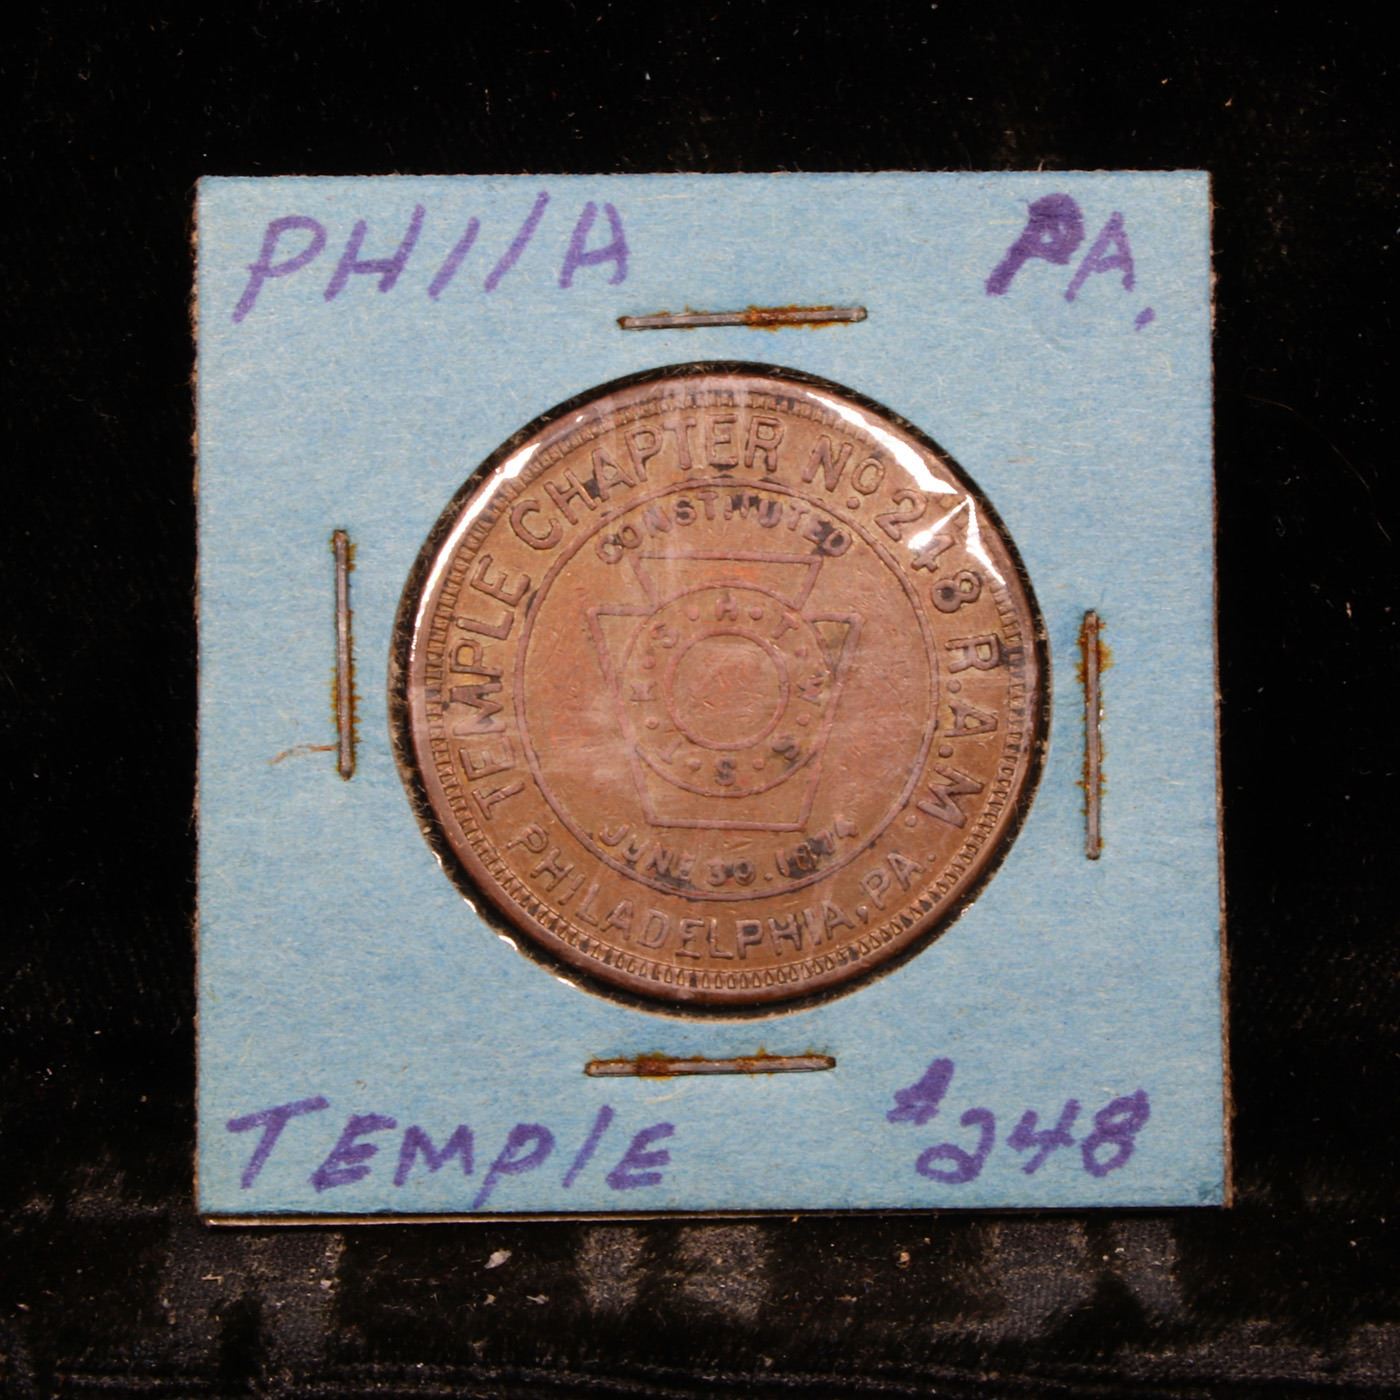 PHILA PA.
TEMPLE CHAPTER No. 248 R.A.M.
CONSTITUTED
H·T·W·S·S·T·K·S
JUNE 30. 1874
PHILADELPHIA, PA.
TEMPLE #248